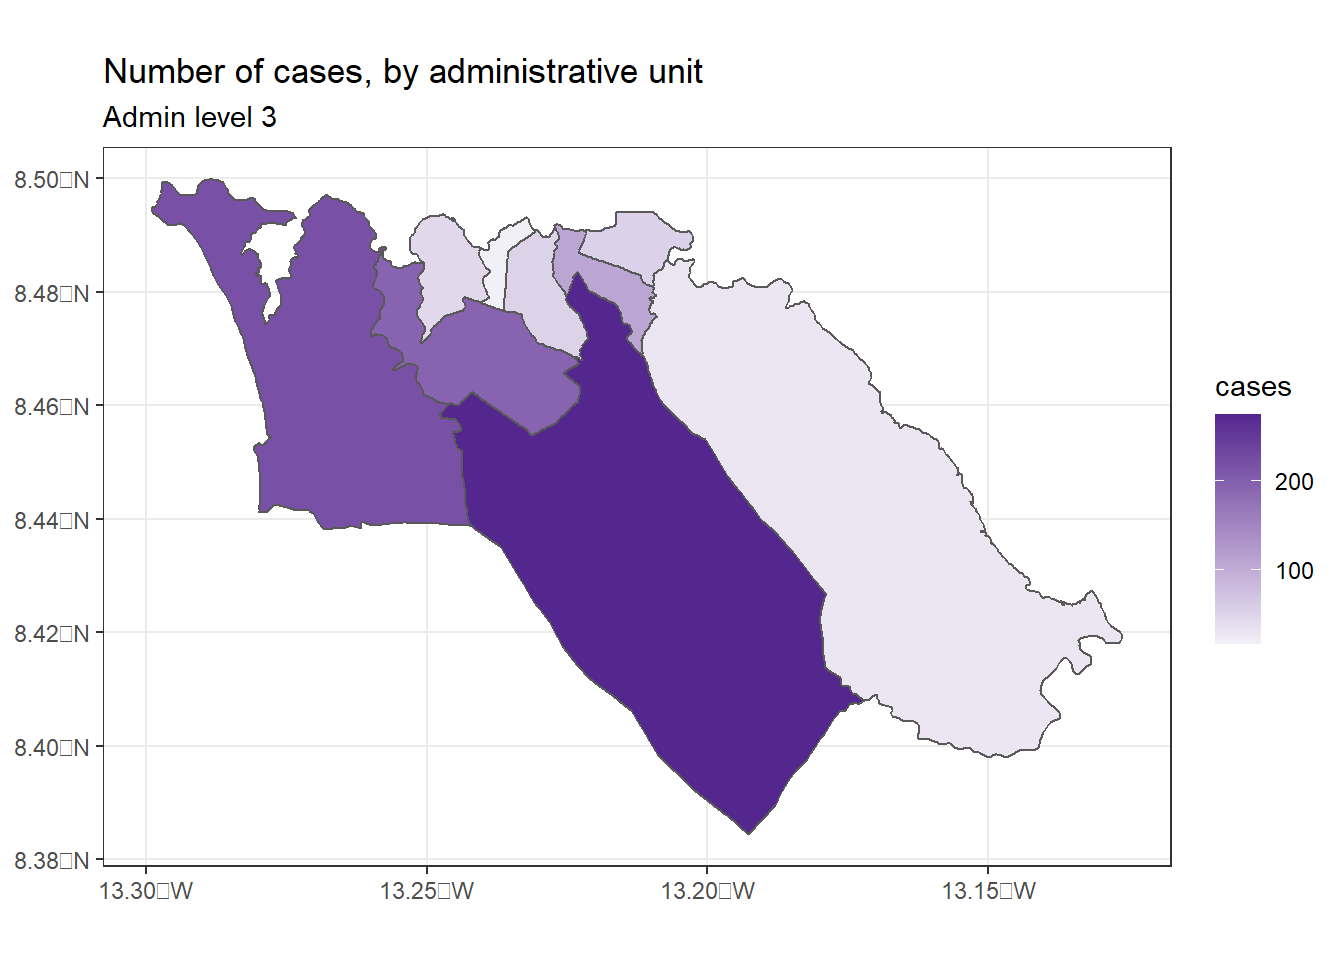 Number of cases, by administrative unit
Admin level 3
8.50□N
8.48□N
8.46□N
8.44□N
8.42□N
8.40□N
8.38□N
13.30□W
13.25□W
13.20□W
13.15□W
cases
200
100